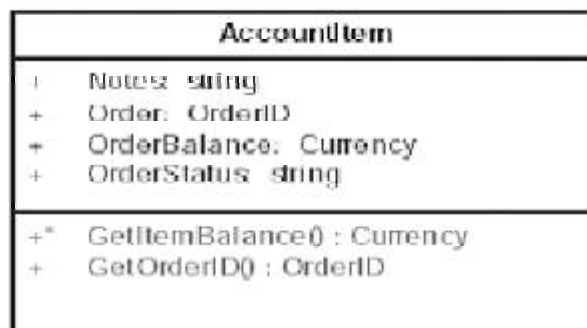 AccountItem
+ Notes: string
+ Order: OrderID
+ OrderBalance: Currency
+ OrderStatus: string
+* GetItemBalance() : Currency
+ GetOrderID() : OrderID